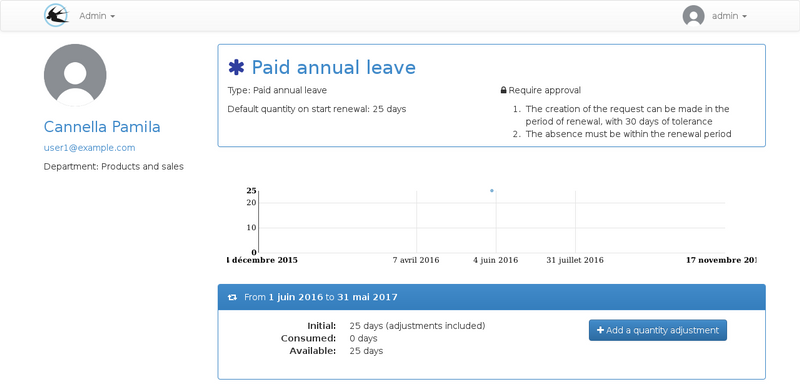 Admin
admin
Cannella Pamila
user1@example.com
Department: Products and sales
Paid annual leave
Type: Paid annual leave
Default quantity on start renewal: 25 days
Require approval
1. The creation of the request can be made in the
period of renewal, with 30 days of tolerance
2. The absence must be within the renewal period
25
20
10
0
décembre 2015
7 avril 2016
4 juin 2016
31 juillet 2016
17 novembre
From 1 juin 2016 to 31 mai 2017
Initial: 25 days (adjustments included)
Consumed: 0 days
Available: 25 days
Add a quantity adjustment